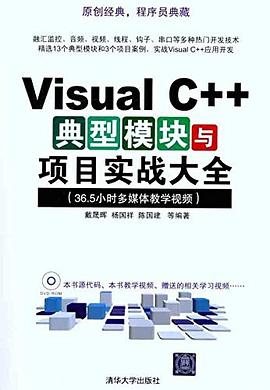 原创经典，程序员典藏
融汇监控、音频、视频、线程、钩子、串口等多种热门开发技术
精选13个典型模块和3个项目案例，实战Visual C++应用开发
Visual C++
典型模块与
项目实战大全
（36.5小时多媒体教学视频）
戴晟晖 杨国祥 陈国建 等编著
DVD-ROM
本书源代码、本书教学视频、赠送的相关学习视频……
清华大学出版社